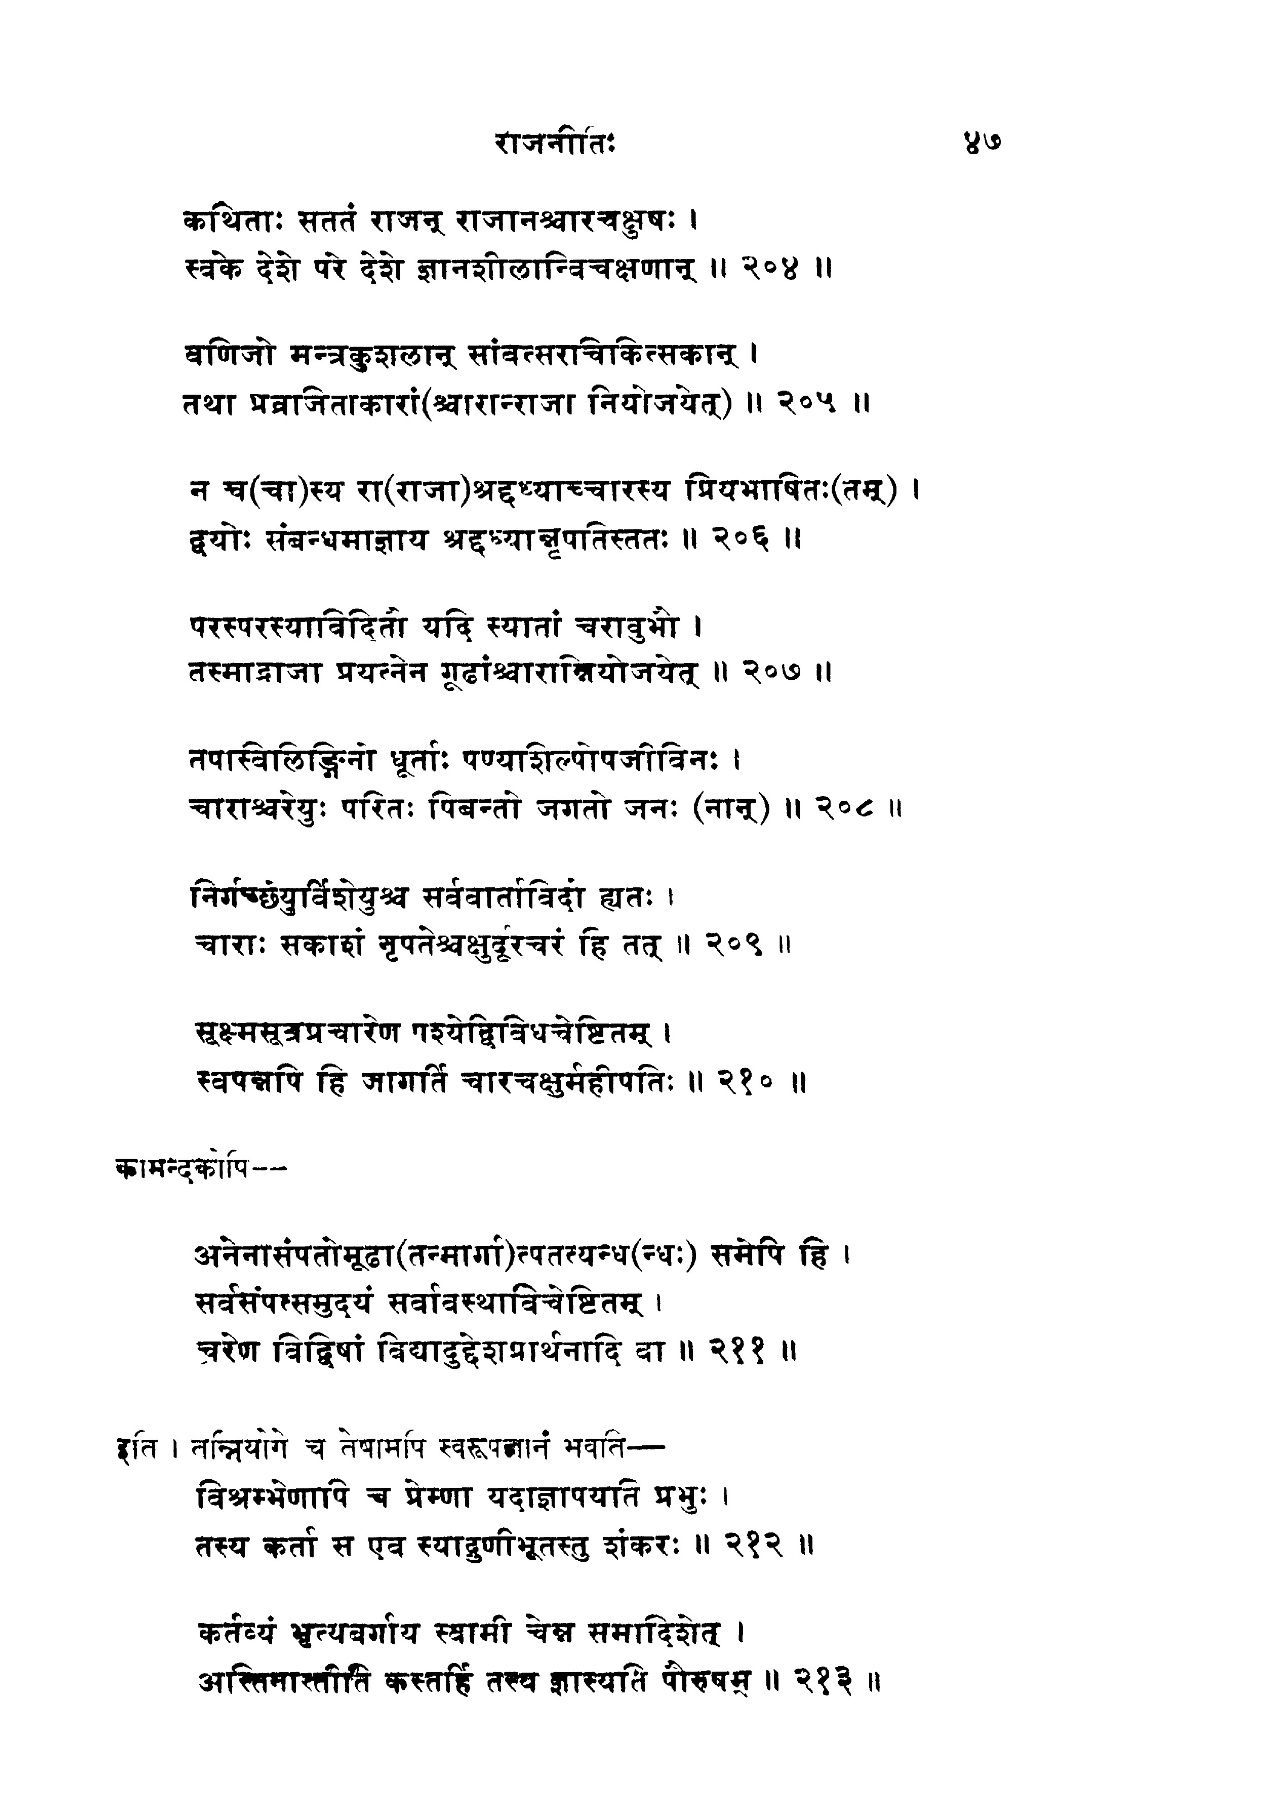 राजनीतिः ४७
कथिताः सततं राजन् राजानश्चारचक्षुषः ।
स्वके देशे परे देशे ज्ञानशीलान्विचक्षणान् ॥ २०४ ॥
वणिजो मन्त्रकुशलान् सांवत्सरचिकित्सकान् ।
तथा प्रव्रजिताकारां(श्चारान्राजा नियोजयेत्) ॥ २०५ ॥
न च(चा)स्य रा(राजा)श्रद्दध्याच्चारस्य प्रियभाषितः(तम्) ।
द्वयोः संबन्धमाज्ञाय श्रद्दध्यान्नृपतिस्ततः ॥ २०६ ॥
परस्परस्याविदितौ यदि स्यातां चरावुभौ ।
तस्माद्राजा प्रयत्नेन गूढांश्चारान्नियोजयेत् ॥ २०७ ॥
तपस्विलिङ्गिनो धूर्ताः पण्यशिल्पोपजीविनः ।
चाराश्चरेयुः परितः पिबन्तो जगतो जनः (नान्) ॥ २०८ ॥
निर्गच्छेयुर्विशेयुश्च सर्ववार्ताविदो ह्यतः ।
चाराः सकाशं नृपतेश्चक्षुर्दूरचरं हि तत् ॥ २०९ ॥
सूक्ष्मसूत्रप्रचारेण पश्येद्विविधचेष्टितम् ।
स्वपन्नपि हि जागर्ति चारचक्षुर्महीपतिः ॥ २१० ॥
कामन्दकोपि--
अनेनासंपतोमूढा(तन्मार्गा)त्पतत्यन्ध(न्धः) समेपि हि ।
सर्वसंपत्समुदयं सर्वावस्थाविचेष्टितम् ।
चरेण विद्विषां विद्यादुद्देशप्रार्थनादि वा ॥ २११ ॥
इति । तन्नियोगे च तेषामपि स्वरूपज्ञानं भवति—
विश्रम्भेणापि च प्रेम्णा यदाज्ञापयति प्रभुः ।
तस्य कर्ता स एव स्याद्गुणीभूतस्तु शंकरः ॥ २१२ ॥
कर्तव्यं भृत्यवर्गाय स्वामी चेन्न समादिशेत् ।
अस्तिमास्तीति कस्तर्हि तस्य ज्ञास्यति पौरुषम् ॥ २१३ ॥